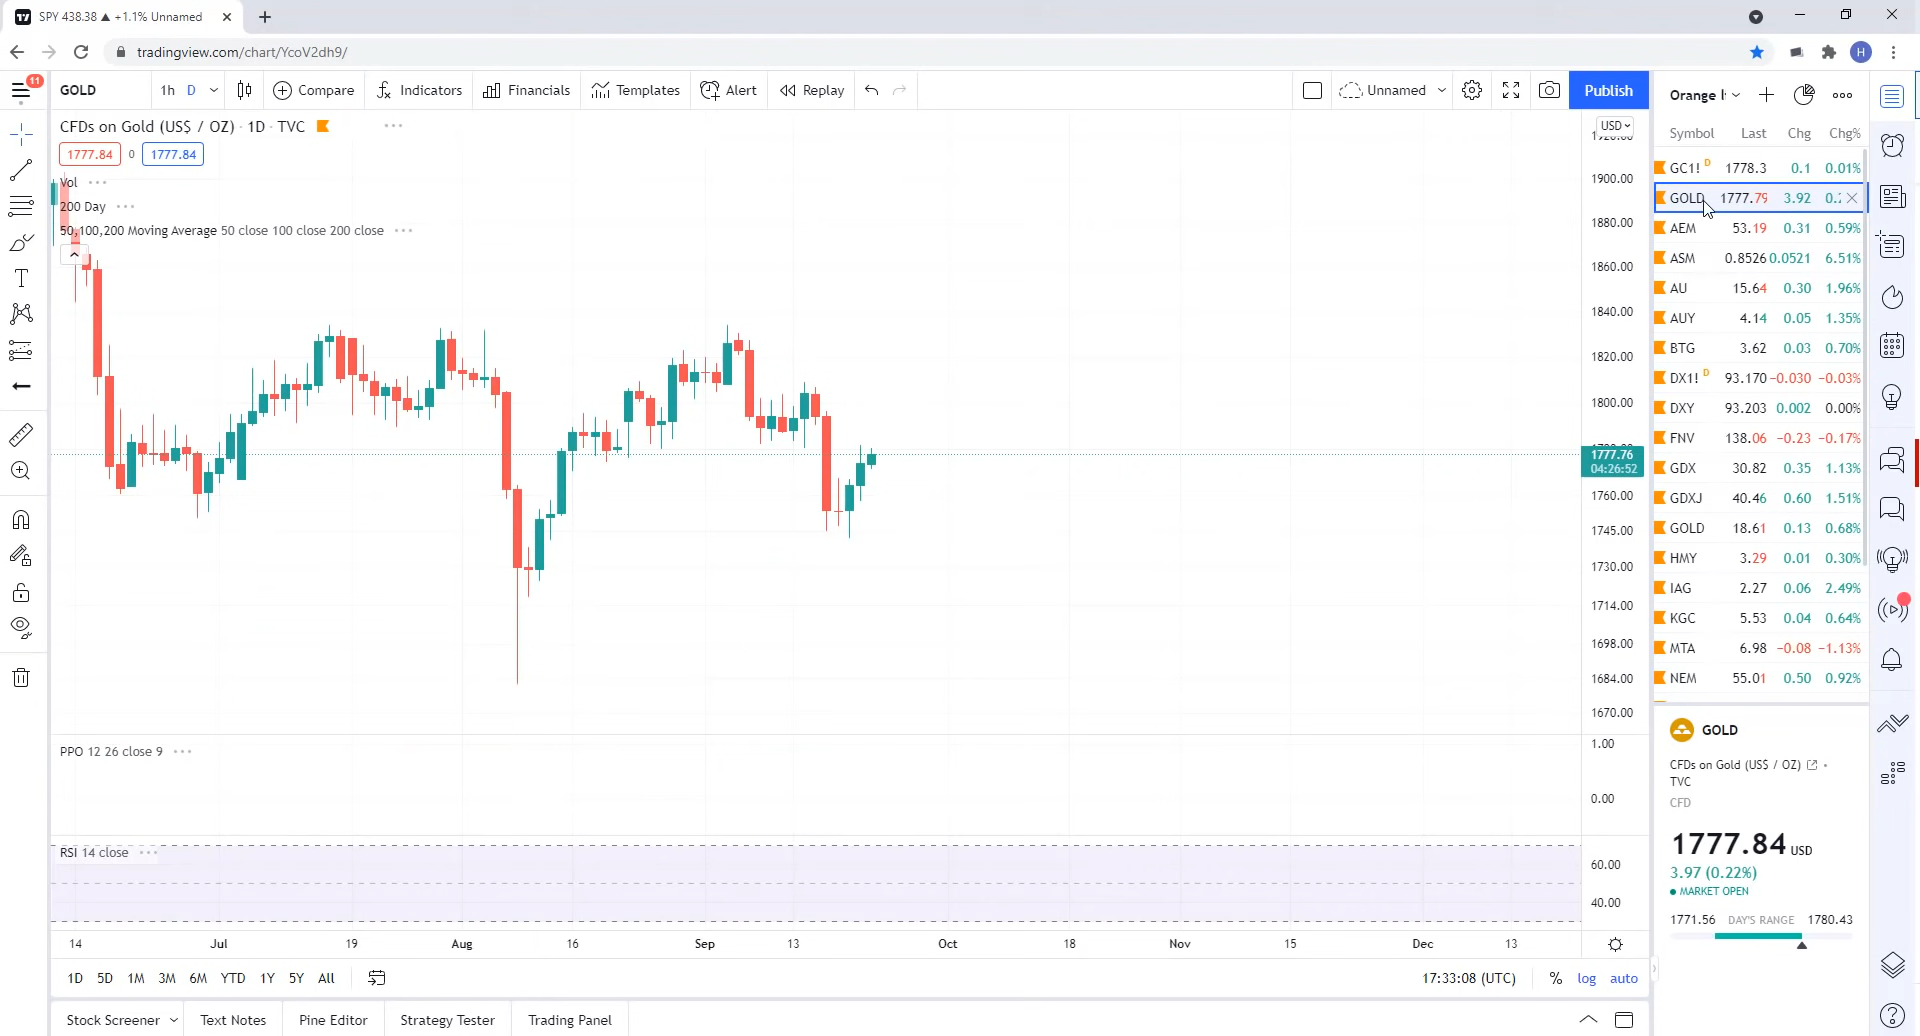 SPY 438.38 ▲ +1.1% Unnamed
tradingview.com/chart/YcoV2dh9/
H
11
GOLD 1h D Compare Indicators Financials Templates Alert Replay Unnamed Publish
CFDs on Gold (US$ / OZ) · 1D · TVC
1777.84 0 1777.84
Vol
200 Day
50,100,200 Moving Average 50 close 100 close 200 close
USD
1900.00
1880.00
1860.00
1840.00
1820.00
1800.00
1777.76
04:26:52
1760.00
1745.00
1730.00
1714.00
1698.00
1684.00
1670.00
PPO 12 26 close 9
1.00
0.00
RSI 14 close
60.00
40.00
14 Jul 19 Aug 16 Sep 13 Oct 18 Nov 15 Dec 13
1D 5D 1M 3M 6M YTD 1Y 5Y All
17:33:08 (UTC) % log auto
Stock Screener Text Notes Pine Editor Strategy Tester Trading Panel
Symbol Last Chg Chg%
GC1! D 1778.3 0.1 0.01%
GOLD 1777.79 3.92
AEM 53.19 0.31 0.59%
ASM 0.8526 0.0521 6.51%
AU 15.64 0.30 1.96%
AUY 4.14 0.05 1.35%
BTG 3.62 0.03 0.70%
DX1! D 93.170 −0.030 −0.03%
DXY 93.203 0.002 0.00%
FNV 138.06 −0.23 −0.17%
GDX 30.82 0.35 1.13%
GDXJ 40.46 0.60 1.51%
GOLD 18.61 0.13 0.68%
HMY 3.29 0.01 0.30%
IAG 2.27 0.06 2.49%
KGC 5.53 0.04 0.64%
MTA 6.98 −0.08 −1.13%
NEM 55.01 0.50 0.92%
GOLD
CFDs on Gold (US$ / OZ) •
TVC
CFD
1777.84 USD
3.97 (0.22%)
● MARKET OPEN
1771.56 DAY'S RANGE 1780.43